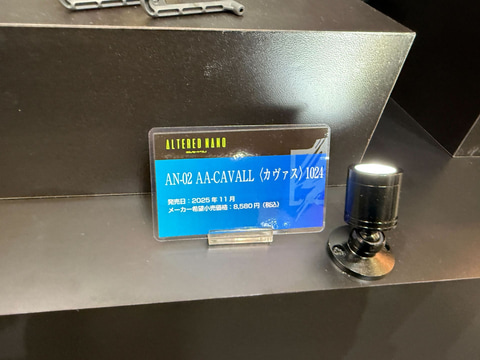 ALTERED NANO
AN-02 AA-CAVALL〈カヴァス〉1024
発売日：2025年11月
メーカー希望小売価格：8,580円（税込）